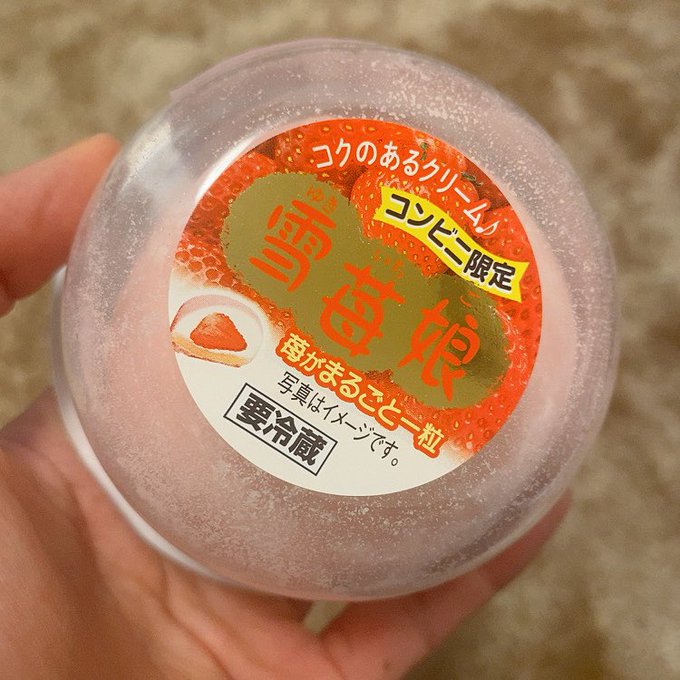 コクのあるクリーム♪
コンビニ限定
ゆき
雪苺娘
苺がまるごと一粒
写真はイメージです。
要冷蔵